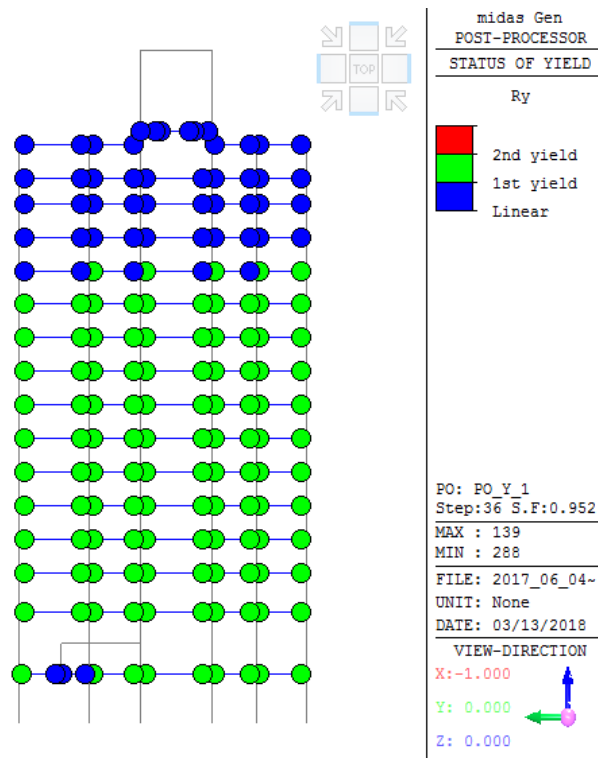 TOP
midas Gen
POST-PROCESSOR
STATUS OF YIELD
Ry
2nd yield
1st yield
Linear
PO: PO_Y_1
Step:36 S.F:0.952
MAX : 139
MIN : 288
FILE: 2017_06_04~
UNIT: None
DATE: 03/13/2018
VIEW-DIRECTION
X:-1.000
Y: 0.000
Z: 0.000